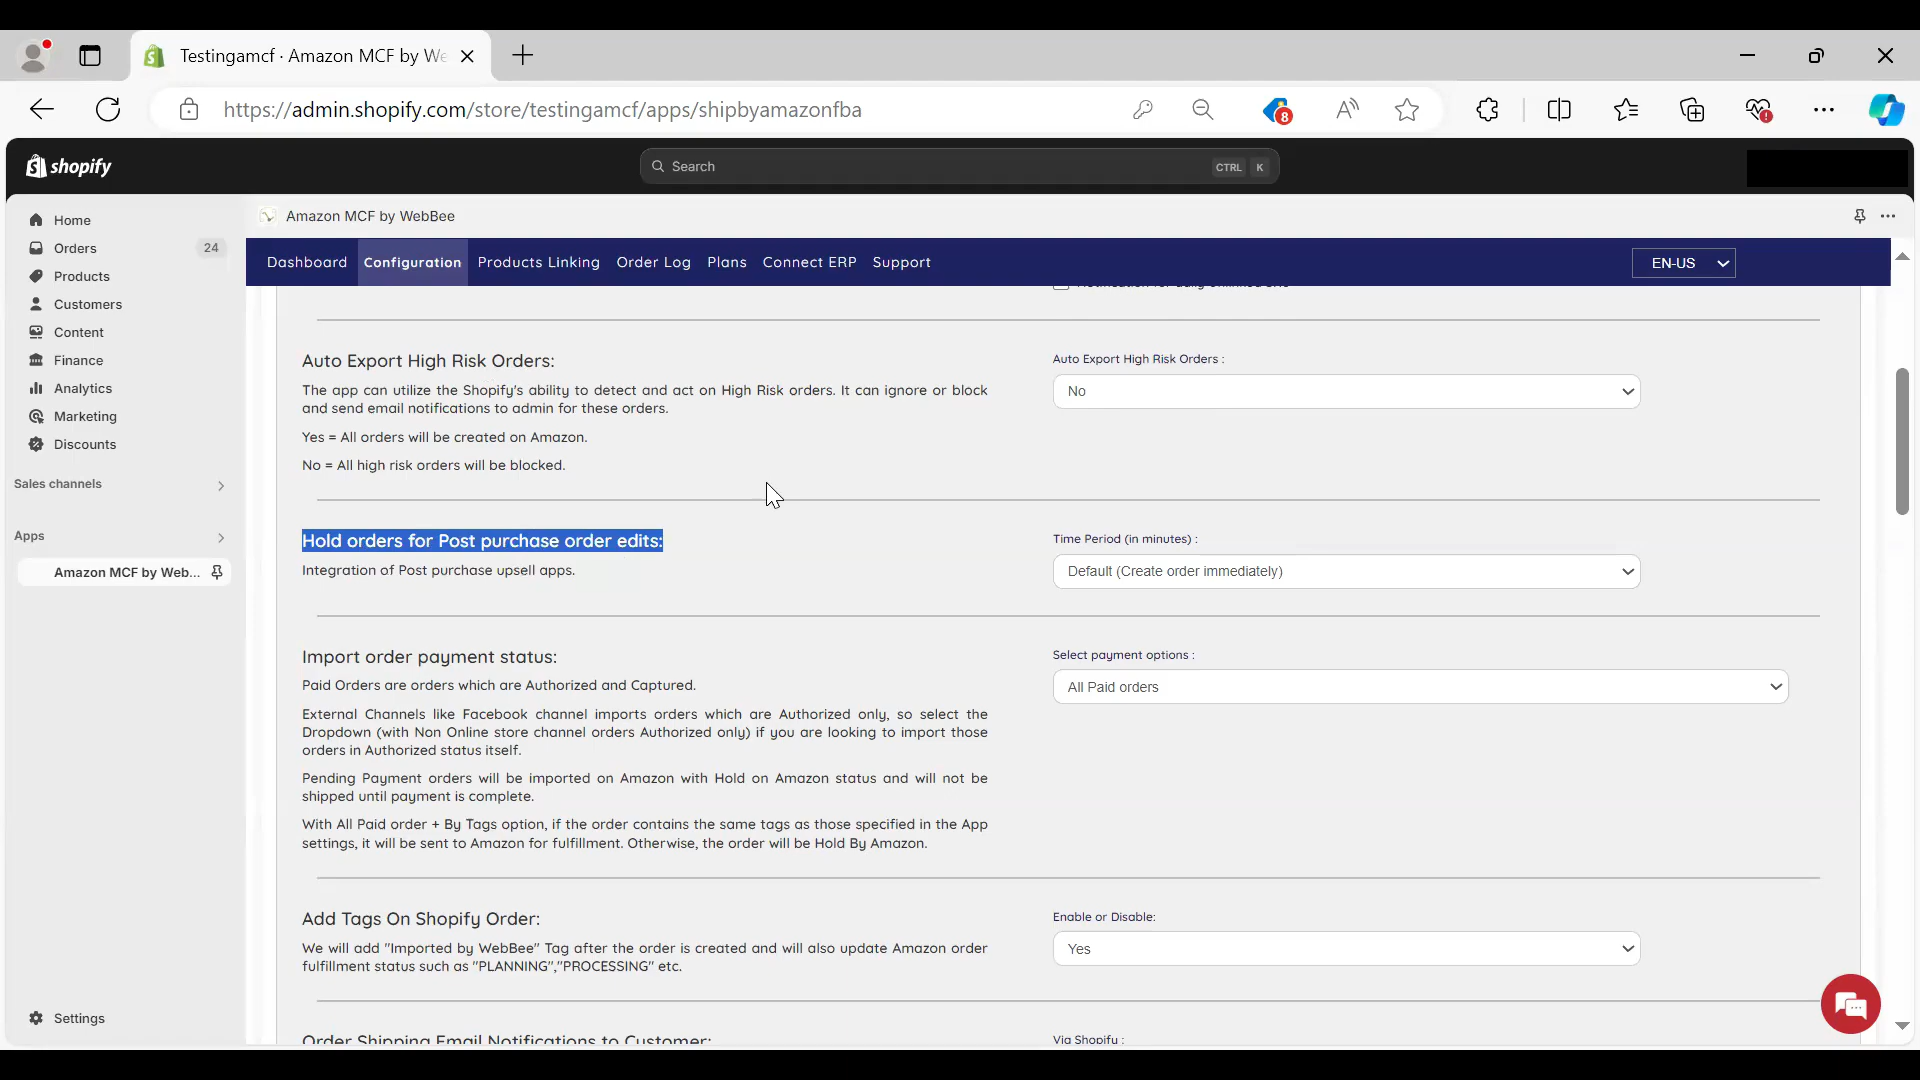 Testingamcf · Amazon MCF by We
https://admin.shopify.com/store/testingamcf/apps/shipbyamazonfba
8
shopify
Search
CTRL K
Home
Orders 24
Products
Customers
Content
Finance
Analytics
Marketing
Discounts
Sales channels
Apps
Amazon MCF by Web...
Settings
Amazon MCF by WebBee
Dashboard Configuration Products Linking Order Log Plans Connect ERP Support
EN-US
Auto Export High Risk Orders:
The app can utilize the Shopify's ability to detect and act on High Risk orders. It can ignore or block
and send email notifications to admin for these orders.
Yes = All orders will be created on Amazon.
No = All high risk orders will be blocked.
Auto Export High Risk Orders :
No
Hold orders for Post purchase order edits:
Integration of Post purchase upsell apps.
Time Period (in minutes) :
Default (Create order immediately)
Import order payment status:
Paid Orders are orders which are Authorized and Captured.
External Channels like Facebook channel imports orders which are Authorized only, so select the
Dropdown (with Non Online store channel orders Authorized only) if you are looking to import those
orders in Authorized status itself.
Pending Payment orders will be imported on Amazon with Hold on Amazon status and will not be
shipped until payment is complete.
With All Paid order + By Tags option, if the order contains the same tags as those specified in the App
settings, it will be sent to Amazon for fulfillment. Otherwise, the order will be Hold By Amazon.
Select payment options :
All Paid orders
Add Tags On Shopify Order:
We will add "Imported by WebBee" Tag after the order is created and will also update Amazon order
fulfillment status such as "PLANNING","PROCESSING" etc.
Enable or Disable:
Yes
Order Shipping Email Notifications to Customer:
Via Shopify :